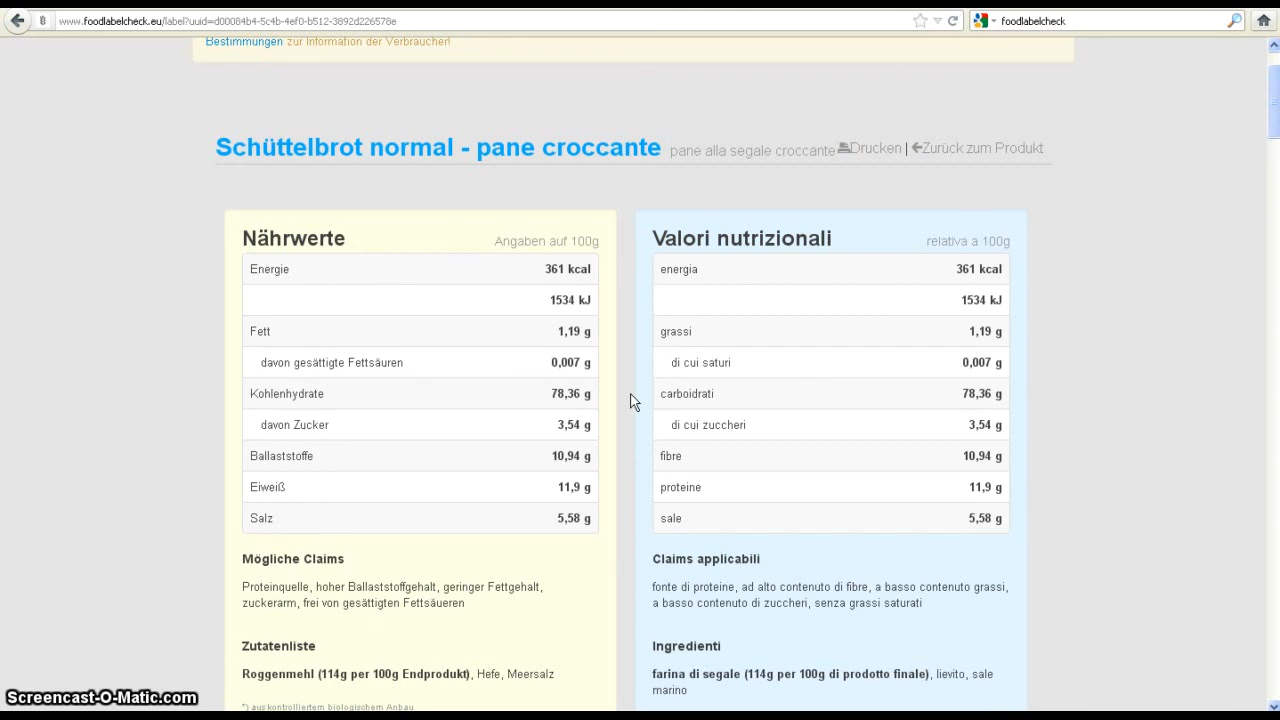 www.foodlabelcheck.eu/label?uuid=d00084b4-5c4b-4ef0-b512-3892d226578e
foodlabelcheck
Bestimmungen zur Information der Verbraucher!
Schüttelbrot normal - pane croccante pane alla segale croccante Drucken | Zurück zum Produkt
Nährwerte Angaben auf 100g
Energie 361 kcal
1534 kJ
Fett 1,19 g
davon gesättigte Fettsäuren 0,007 g
Kohlenhydrate 78,36 g
davon Zucker 3,54 g
Ballaststoffe 10,94 g
Eiweiß 11,9 g
Salz 5,58 g
Mögliche Claims
Proteinquelle, hoher Ballaststoffgehalt, geringer Fettgehalt,
zuckerarm, frei von gesättigten Fettsäueren
Zutatenliste
Roggenmehl (114g per 100g Endprodukt), Hefe, Meersalz
*) aus kontrolliertem biologischem Anbau
Valori nutrizionali relativa a 100g
energia 361 kcal
1534 kJ
grassi 1,19 g
di cui saturi 0,007 g
carboidrati 78,36 g
di cui zuccheri 3,54 g
fibre 10,94 g
proteine 11,9 g
sale 5,58 g
Claims applicabili
fonte di proteine, ad alto contenuto di fibre, a basso contenuto grassi,
a basso contenuto di zuccheri, senza grassi saturati
Ingredienti
farina di segale (114g per 100g di prodotto finale), lievito, sale
marino
Screencast-O-Matic.com